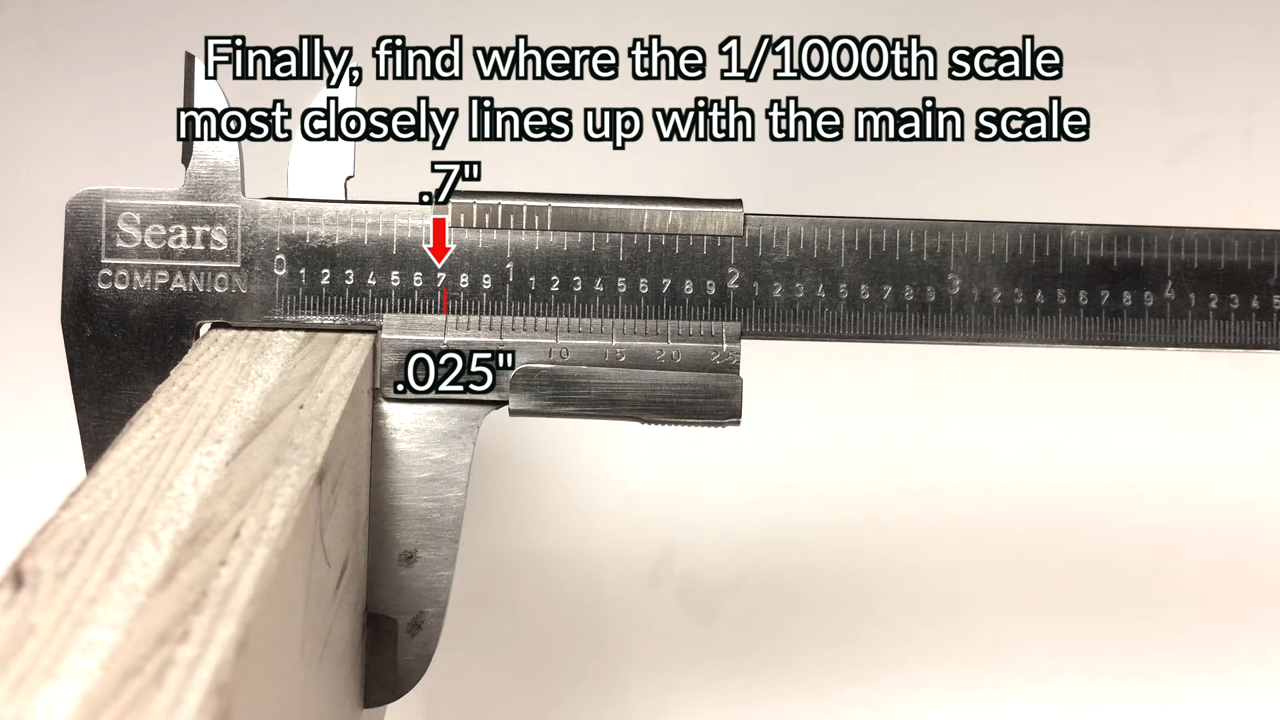 Finally, find where the 1/1000th scale
most closely lines up with the main scale
.7"
Sears
COMPANION
0 1 2 3 4 5 6 7 8 9 1 1 2 3 4 5 6 7 8 9 2 1 2 3 4 5 6 7 8 9 3 1 2 3 4 5 6 7 8 9 4 1 2 3 4 5
10 15 20 25
.025"